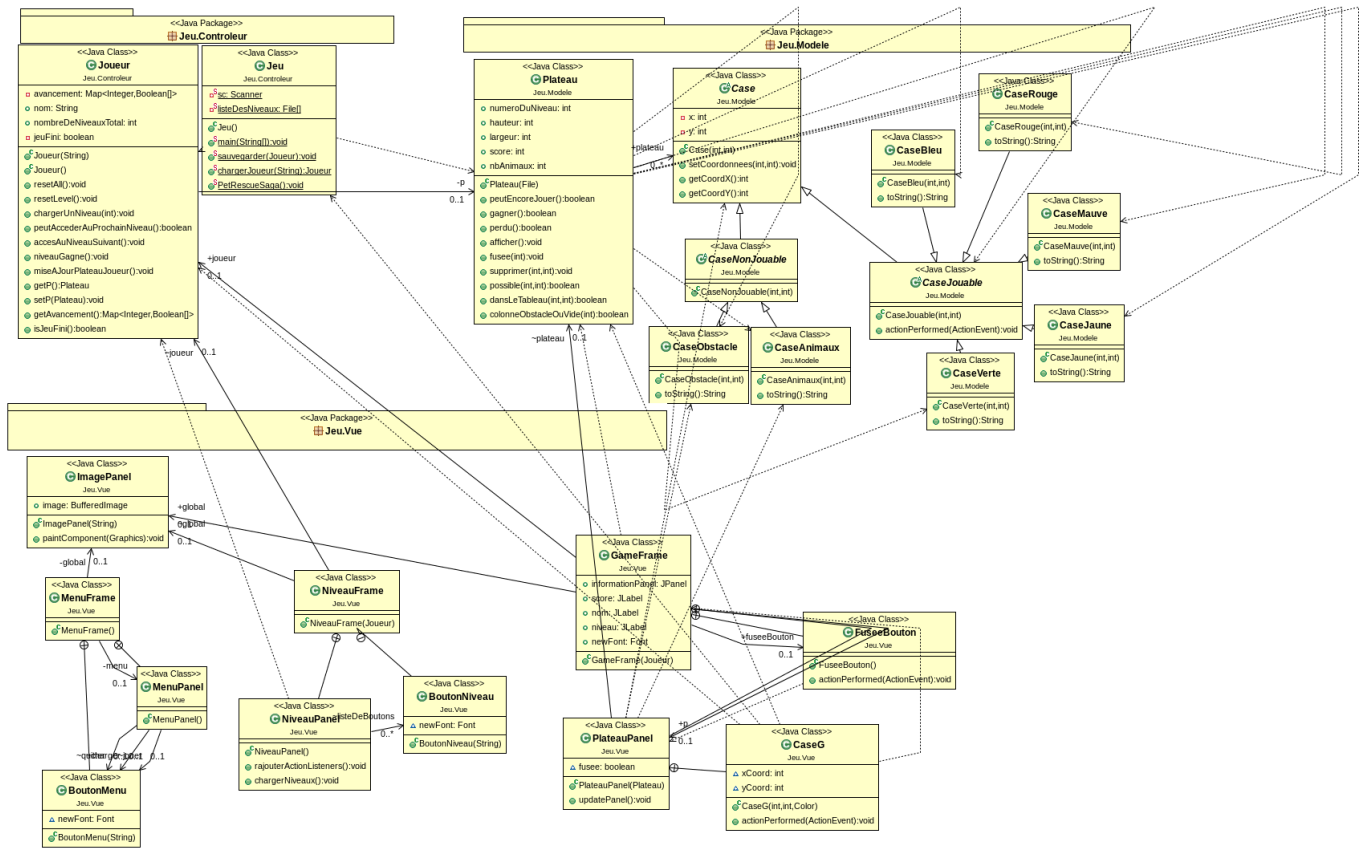 <<Java Package>>
Jeu.Controleur
<<Java Class>>
Joueur
Jeu.Controleur
avancement: Map<Integer,Boolean[]>
nom: String
nombreDeNiveauxTotal: int
jeuFini: boolean
Joueur(String)
Joueur()
resetAll():void
resetLevel():void
chargerUnNiveau(int):void
peutAccederAuProchainNiveau():boolean
accesAuNiveauSuivant():void
niveauGagne():void
miseAJourPlateauJoueur():void
getP():Plateau
setP(Plateau):void
getAvancement():Map<Integer,Boolean[]>
isJeuFini():boolean
<<Java Class>>
Jeu
Jeu.Controleur
sc: Scanner
listeDesNiveaux: File[]
Jeu()
main(String[]):void
sauvegarder(Joueur):void
chargerJoueur(String):Joueur
PetRescueSaga():void
<<Java Package>>
Jeu.Modele
<<Java Class>>
Plateau
Jeu.Modele
numeroDuNiveau: int
hauteur: int
largeur: int
score: int
nbAnimaux: int
Plateau(File)
peutEncoreJouer():boolean
gagner():boolean
perdu():boolean
afficher():void
fusee(int):void
supprimer(int,int):void
possible(int,int):boolean
dansLeTableau(int,int):boolean
colonneObstacleOuVide(int):boolean
-p
0..1
+plateau
0..*
<<Java Class>>
Case
Jeu.Modele
x: int
y: int
Case(int,int)
setCoordonnees(int,int):void
getCoordX():int
getCoordY():int
<<Java Class>>
CaseRouge
Jeu.Modele
CaseRouge(int,int)
toString():String
<<Java Class>>
CaseBleu
Jeu.Modele
CaseBleu(int,int)
toString():String
<<Java Class>>
CaseMauve
Jeu.Modele
CaseMauve(int,int)
toString():String
<<Java Class>>
CaseNonJouable
Jeu.Modele
CaseNonJouable(int,int)
<<Java Class>>
CaseJouable
Jeu.Modele
CaseJouable(int,int)
actionPerformed(ActionEvent):void
<<Java Class>>
CaseJaune
Jeu.Modele
CaseJaune(int,int)
toString():String
<<Java Class>>
CaseObstacle
Jeu.Modele
CaseObstacle(int,int)
toString():String
<<Java Class>>
CaseAnimaux
Jeu.Modele
CaseAnimaux(int,int)
toString():String
<<Java Class>>
CaseVerte
Jeu.Modele
CaseVerte(int,int)
toString():String
+joueur
0..1
~joueur
0..1
~plateau
0..1
<<Java Package>>
Jeu.Vue
<<Java Class>>
ImagePanel
Jeu.Vue
image: BufferedImage
ImagePanel(String)
paintComponent(Graphics):void
+global
0..1
0..1
-global
0..1
<<Java Class>>
MenuFrame
Jeu.Vue
MenuFrame()
<<Java Class>>
NiveauFrame
Jeu.Vue
NiveauFrame(Joueur)
<<Java Class>>
GameFrame
Jeu.Vue
informationPanel: JPanel
score: JLabel
nom: JLabel
niveau: JLabel
newFont: Font
GameFrame(Joueur)
+fuseeBouton
0..1
<<Java Class>>
FuseeBouton
Jeu.Vue
FuseeBouton()
actionPerformed(ActionEvent):void
-menu
0..1
<<Java Class>>
MenuPanel
Jeu.Vue
MenuPanel()
0..1
<<Java Class>>
BoutonMenu
Jeu.Vue
newFont: Font
BoutonMenu(String)
<<Java Class>>
NiveauPanel
Jeu.Vue
NiveauPanel()
rajouterActionListeners():void
chargerNiveaux():void
0..*
<<Java Class>>
BoutonNiveau
Jeu.Vue
newFont: Font
BoutonNiveau(String)
<<Java Class>>
PlateauPanel
Jeu.Vue
fusee: boolean
PlateauPanel(Plateau)
updatePanel():void
+p
0..1
<<Java Class>>
CaseG
Jeu.Vue
xCoord: int
yCoord: int
CaseG(int,int,Color)
actionPerformed(ActionEvent):void